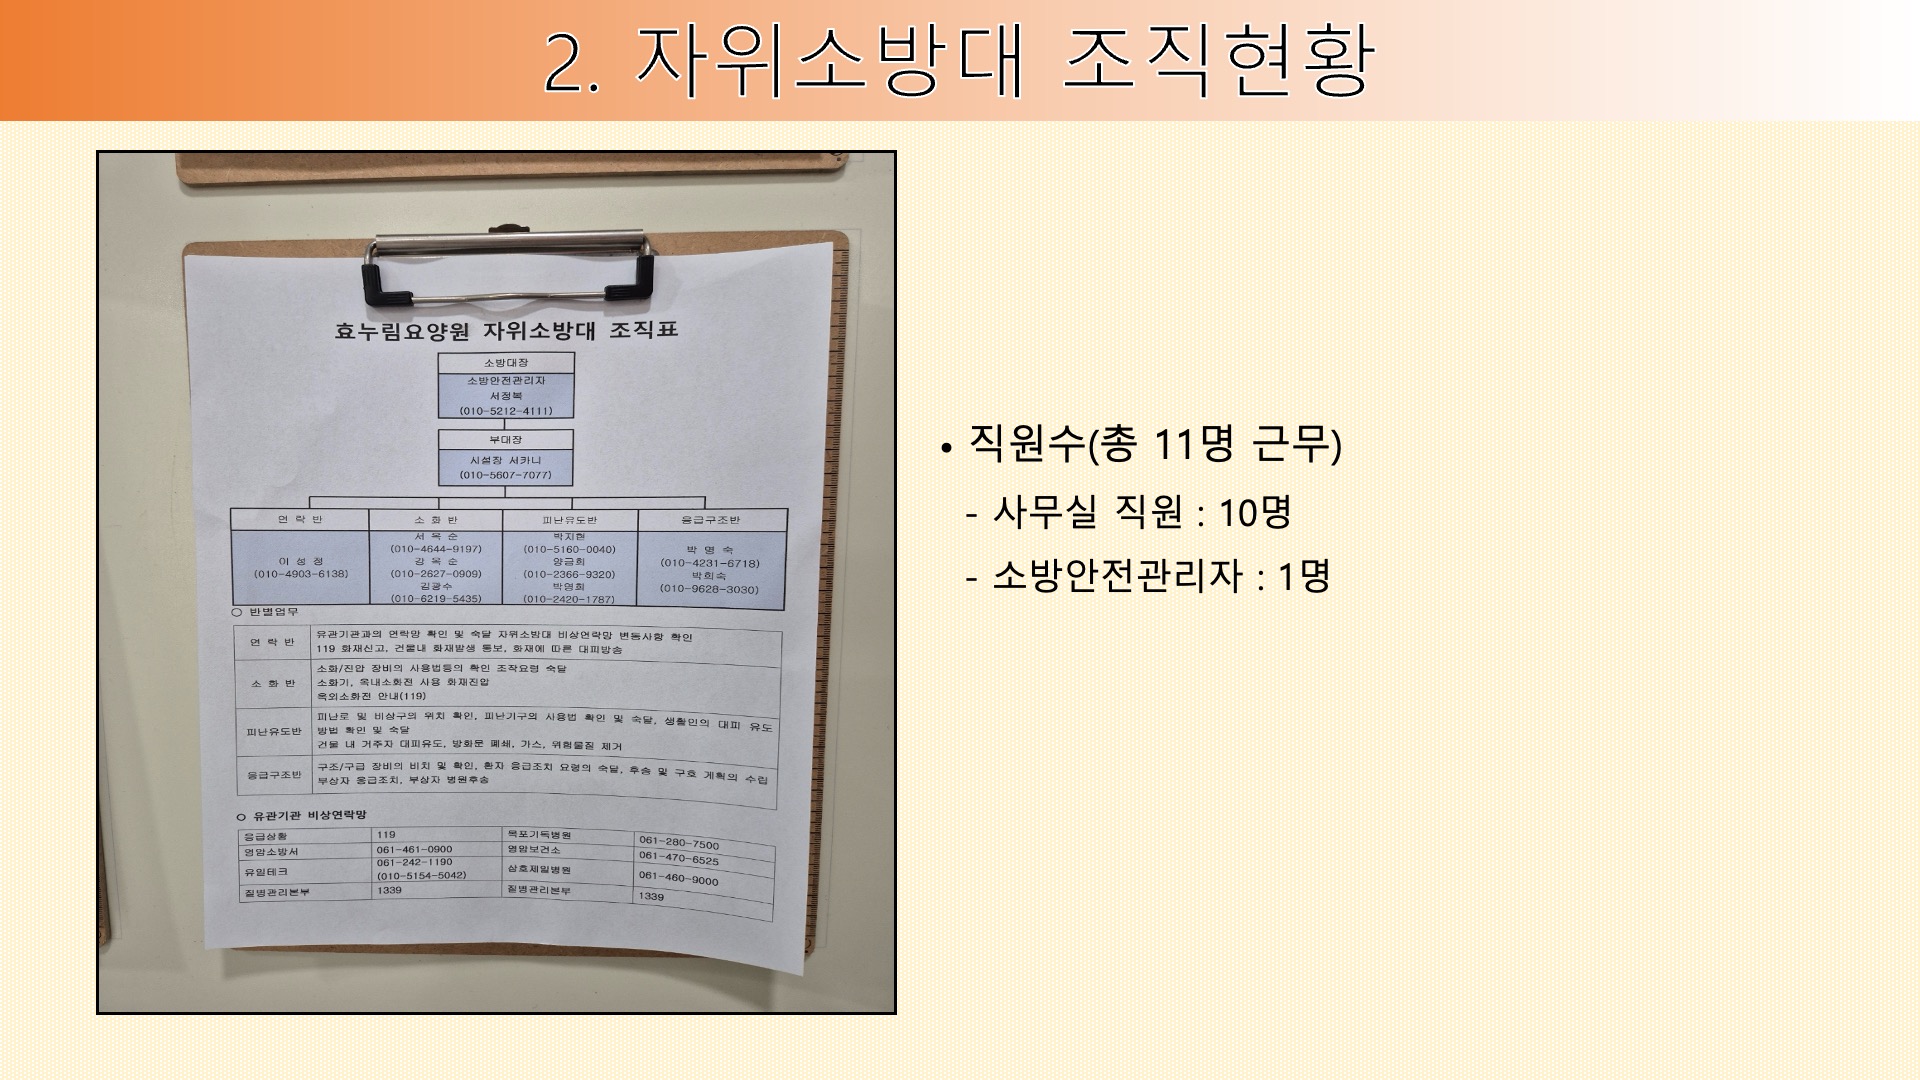 2. 자위소방대 조직현황
효누림요양원 자위소방대 조직표
소방대장
소방안전관리자
서정복
(010-5212-4111)
부대장
시설장 서카니
(010-5607-7077)
연 락 반
소 화 반
피난유도반
응급구조반
이 성 정
(010-4903-6138)
서 옥 순
(010-4644-9197)
강 옥 순
(010-2627-0909)
김광수
(010-6219-5435)
박지현
(010-5160-0040)
양금희
(010-2366-9320)
박영희
(010-2420-1787)
박 명 숙
(010-4231-6718)
박희숙
(010-9628-3030)
○ 반별업무
연 락 반
유관기관과의 연락망 확인 및 숙달 자위소방대 비상연락망 변동사항 확인
119 화재신고, 건물내 화재발생 통보, 화재에 따른 대피방송
소 화 반
소화/진압 장비의 사용법등의 확인 조작요령 숙달
소화기, 옥내소화전 사용 화재진압
옥외소화전 안내(119)
피난유도반
피난로 및 비상구의 위치 확인, 피난기구의 사용법 확인 및 숙달, 생활인의 대피 유도
방법 확인 및 숙달
건물 내 거주자 대피유도, 방화문 폐쇄, 가스, 위험물질 제거
응급구조반
구조/구급 장비의 비치 및 확인, 환자 응급조치 요령의 숙달, 후송 및 구호 계획의 수립
부상자 응급조치, 부상자 병원후송
○ 유관기관 비상연락망
응급상황 119 목포기독병원 061-280-7500
영암소방서 061-461-0900 영암보건소 061-470-6525
유일테크 061-242-1190 삼호제일병원 061-460-9000
(010-5154-5042)
질병관리본부 1339 질병관리본부 1339
• 직원수(총 11명 근무)
- 사무실 직원 : 10명
- 소방안전관리자 : 1명